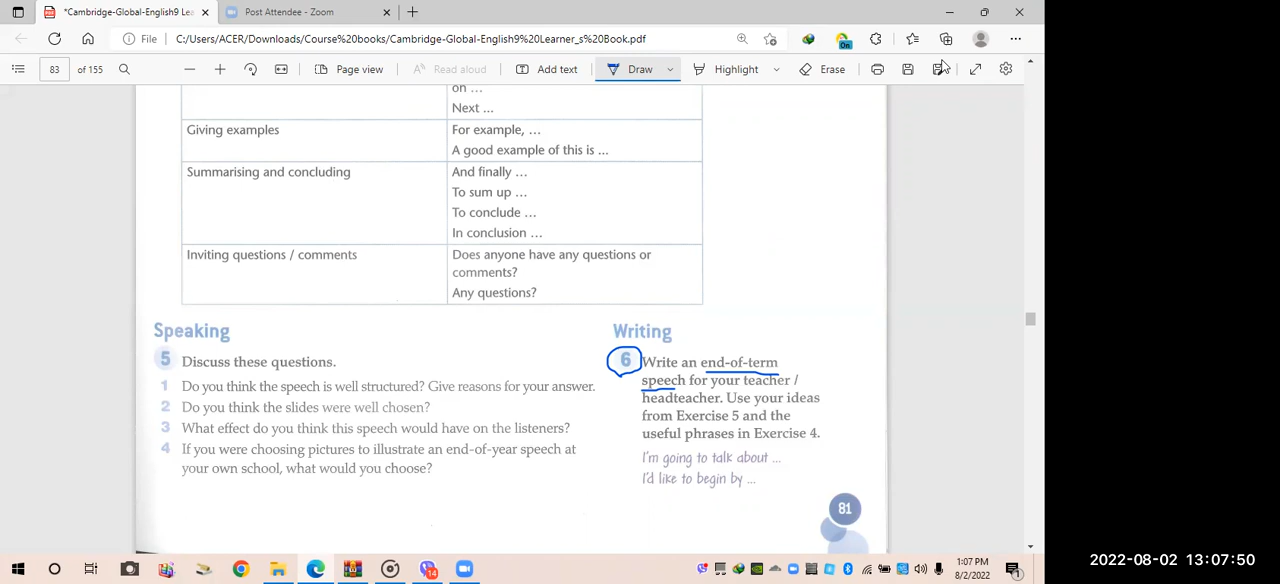 *Cambridge-Global-English9 Lea
Post Attendee - Zoom
File
C:/Users/ACER/Downloads/Course%20books/Cambridge-Global-English9%20Learner_s%20Book.pdf
83 of 155
Page view
Read aloud
Add text
Draw
Highlight
Erase
on ...
Next ...
Giving examples
For example, ...
A good example of this is ...
Summarising and concluding
And finally ...
To sum up ...
To conclude ...
In conclusion ...
Inviting questions / comments
Does anyone have any questions or
comments?
Any questions?
Speaking
5 Discuss these questions.
1 Do you think the speech is well structured? Give reasons for your answer.
2 Do you think the slides were well chosen?
3 What effect do you think this speech would have on the listeners?
4 If you were choosing pictures to illustrate an end-of-year speech at
your own school, what would you choose?
Writing
6 Write an end-of-term
speech for your teacher /
headteacher. Use your ideas
from Exercise 5 and the
useful phrases in Exercise 4.
I'm going to talk about ...
I'd like to begin by ...
81
On
14
1:07 PM
8/2/2022
1
2022-08-02 13:07:50